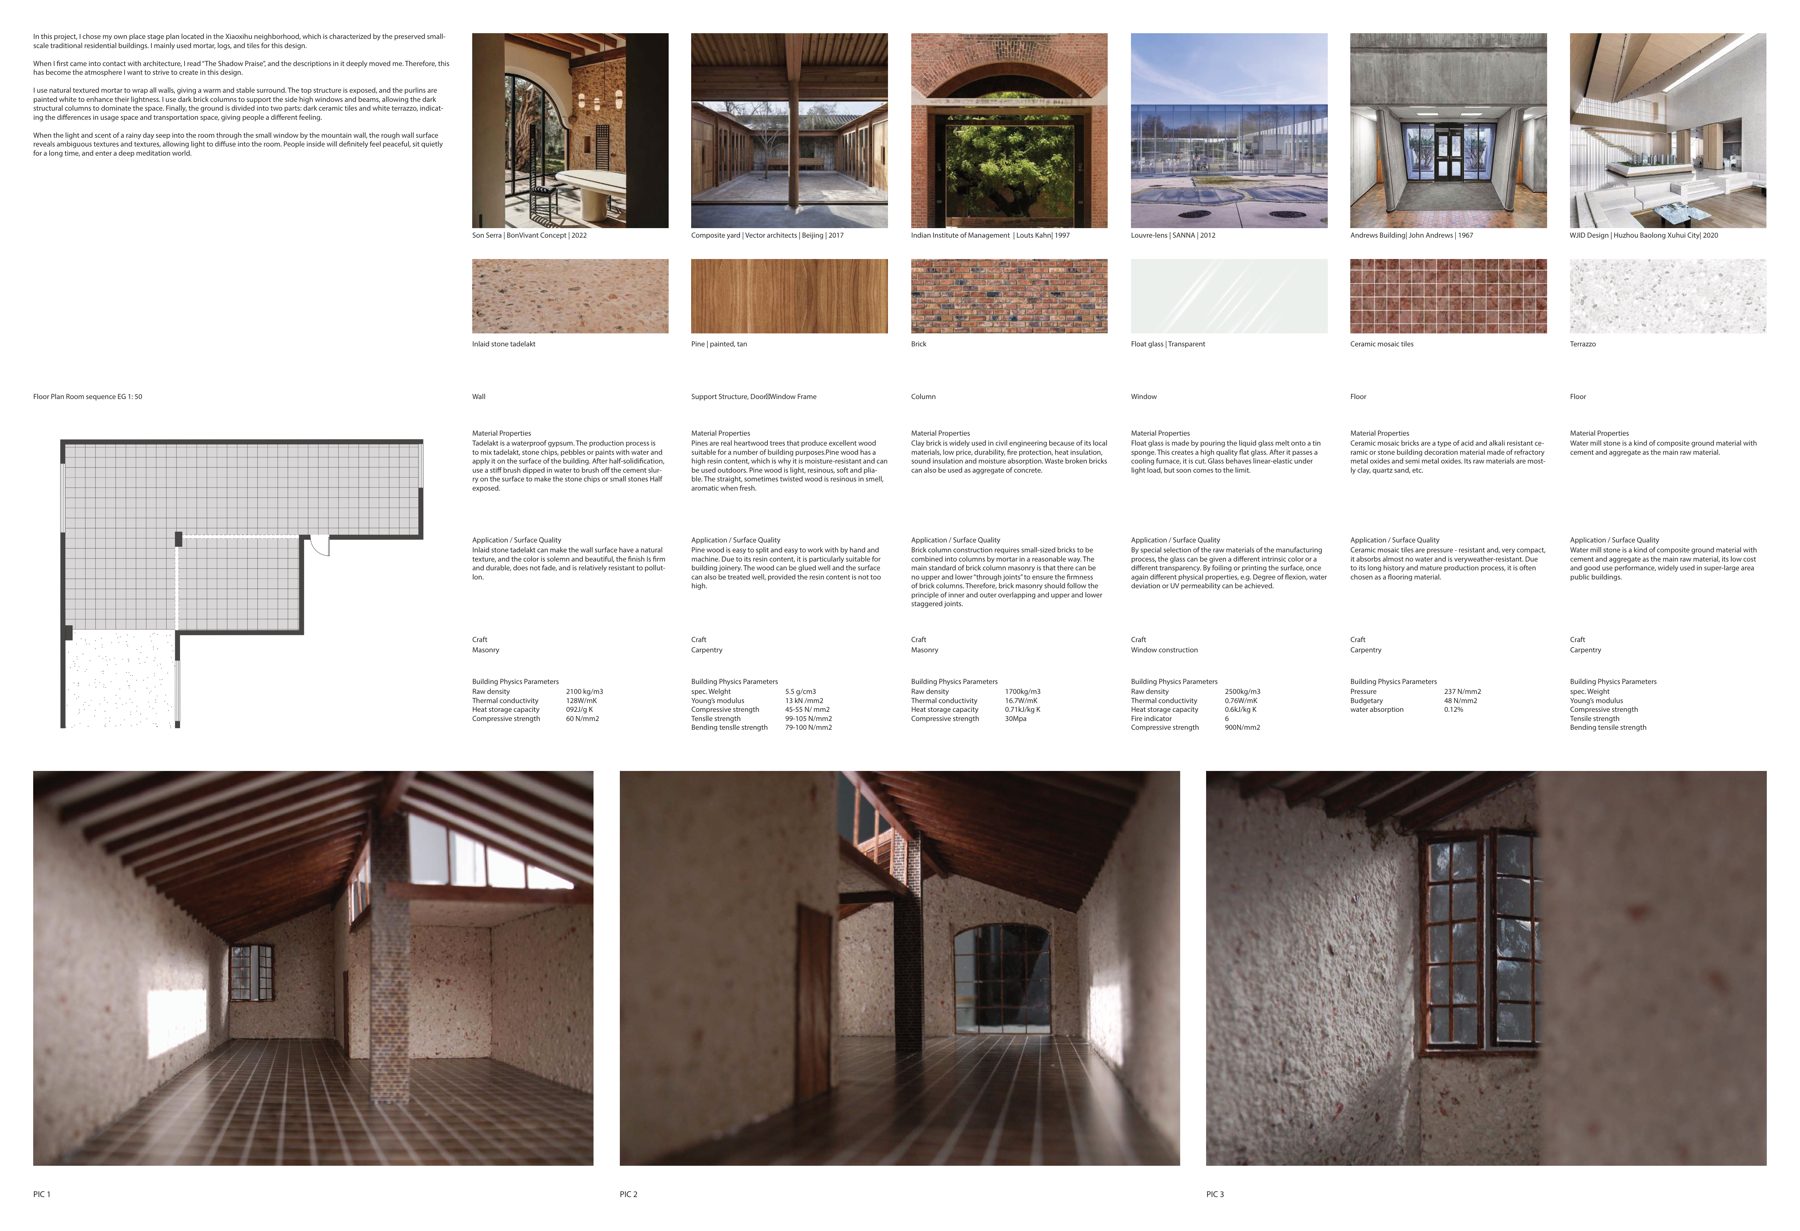 In this project, I chose my own place stage plan located in the Xiaoxihu neighborhood, which is characterized by the preserved small-
scale traditional residential buildings. I mainly used mortar, logs, and tiles for this design.
When I first came into contact with architecture, I read "The Shadow Praise", and the descriptions in it deeply moved me. Therefore, this
has become the atmosphere I want to strive to create in this design.
I use natural textured mortar to wrap all walls, giving a warm and stable surround. The top structure is exposed, and the purlins are
painted white to enhance their lightness. I use dark brick columns to support the side high windows and beams, allowing the dark
structural columns to dominate the space. Finally, the ground is divided into two parts: dark ceramic tiles and white terrazzo, indicat-
ing the differences in usage space and transportation space, giving people a different feeling.
When the light and scent of a rainy day seep into the room through the small window by the mountain wall, the rough wall surface
reveals ambiguous textures and textures, allowing light to diffuse into the room. People inside will definitely feel peaceful, sit quietly
for a long time, and enter a deep meditation world.
Son Serra | BonVivant Concept | 2022
Composite yard | Vector architects | Beijing | 2017
Indian Institute of Management | Louts Kahn| 1997
Louvre-lens | SANNA | 2012
Andrews Building| John Andrews | 1967
WJID Design | Huzhou Baolong Xuhui City| 2020
Inlaid stone tadelakt
Pine | painted, tan
Brick
Float glass | Transparent
Ceramic mosaic tiles
Terrazzo
Floor Plan Room sequence EG 1: 50
Wall
Material Properties
Tadelakt is a waterproof gypsum. The production process is
to mix tadelakt, stone chips, pebbles or paints with water and
apply it on the surface of the building. After half-solidification,
use a stiff brush dipped in water to brush off the cement slur-
ry on the surface to make the stone chips or small stones Half
exposed.
Application / Surface Quality
Inlaid stone tadelakt can make the wall surface have a natural
texture, and the color is solemn and beautiful, the finish Is firm
and durable, does not fade, and is relatively resistant to pollut-
lon.
Craft
Masonry
Building Physics Parameters
Raw density 2100 kg/m3
Thermal conductivity 128W/mK
Heat storage capacity 092J/g K
Compressive strength 60 N/mm2
Support Structure, Door Window Frame
Material Properties
Pines are real heartwood trees that produce excellent wood
suitable for a number of building purposes.Pine wood has a
high resin content, which is why it is moisture-resistant and can
be used outdoors. Pine wood is light, resinous, soft and plia-
ble. The straight, sometimes twisted wood is resinous in smell,
aromatic when fresh.
Application / Surface Quality
Pine wood is easy to split and easy to work with by hand and
machine. Due to its resin content, it is particularly suitable for
building joinery. The wood can be glued well and the surface
can also be treated well, provided the resin content is not too
high.
Craft
Carpentry
Building Physics Parameters
spec. Weight 5.5 g/cm3
Young's modulus 13 kN /mm2
Compressive strength 45-55 N/ mm2
Tenslle strength 99-105 N/mm2
Bending tenslle strength 79-100 N/mm2
Column
Material Properties
Clay brick is widely used in civil engineering because of its local
materials, low price, durability, fire protection, heat insulation,
sound insulation and moisture absorption. Waste broken bricks
can also be used as aggregate of concrete.
Application / Surface Quality
Brick column construction requires small-sized bricks to be
combined into columns by mortar in a reasonable way. The
main standard of brick column masonry is that there can be
no upper and lower "through joints" to ensure the firmness
of brick columns. Therefore, brick masonry should follow the
principle of inner and outer overlapping and upper and lower
staggered joints.
Craft
Masonry
Building Physics Parameters
Raw density 1700kg/m3
Thermal conductivity 16.7W/mK
Heat storage capacity 0.71kJ/kg K
Compressive strength 30Mpa
Window
Material Properties
Float glass is made by pouring the liquid glass melt onto a tin
sponge. This creates a high quality flat glass. After it passes a
cooling furnace, it is cut. Glass behaves linear-elastic under
light load, but soon comes to the limit.
Application / Surface Quality
By special selection of the raw materials of the manufacturing
process, the glass can be given a different intrinsic color or a
different transparency. By foiling or printing the surface, once
again different physical properties, e.g. Degree of flexion, water
deviation or UV permeability can be achieved.
Craft
Window construction
Building Physics Parameters
Raw density 2500kg/m3
Thermal conductivity 0.76W/mK
Heat storage capacity 0.6kJ/kg K
Fire indicator 6
Compressive strength 900N/mm2
Floor
Material Properties
Ceramic mosaic bricks are a type of acid and alkali resistant ce-
ramic or stone building decoration material made of refractory
metal oxides and semi metal oxides. Its raw materials are most-
ly clay, quartz sand, etc.
Application / Surface Quality
Ceramic mosaic tiles are pressure - resistant and, very compact,
it absorbs almost no water and is veryweather-resistant. Due
to its long history and mature production process, it is often
chosen as a flooring material.
Craft
Carpentry
Building Physics Parameters
Pressure 237 N/mm2
Budgetary 48 N/mm2
water absorption 0.12%
Floor
Material Properties
Water mill stone is a kind of composite ground material with
cement and aggregate as the main raw material.
Application / Surface Quality
Water mill stone is a kind of composite ground material with
cement and aggregate as the main raw material, its low cost
and good use performance, widely used in super-large area
public buildings.
Craft
Carpentry
Building Physics Parameters
spec. Weight
Young's modulus
Compressive strength
Tensile strength
Bending tensile strength
PIC 1
PIC 2
PIC 3